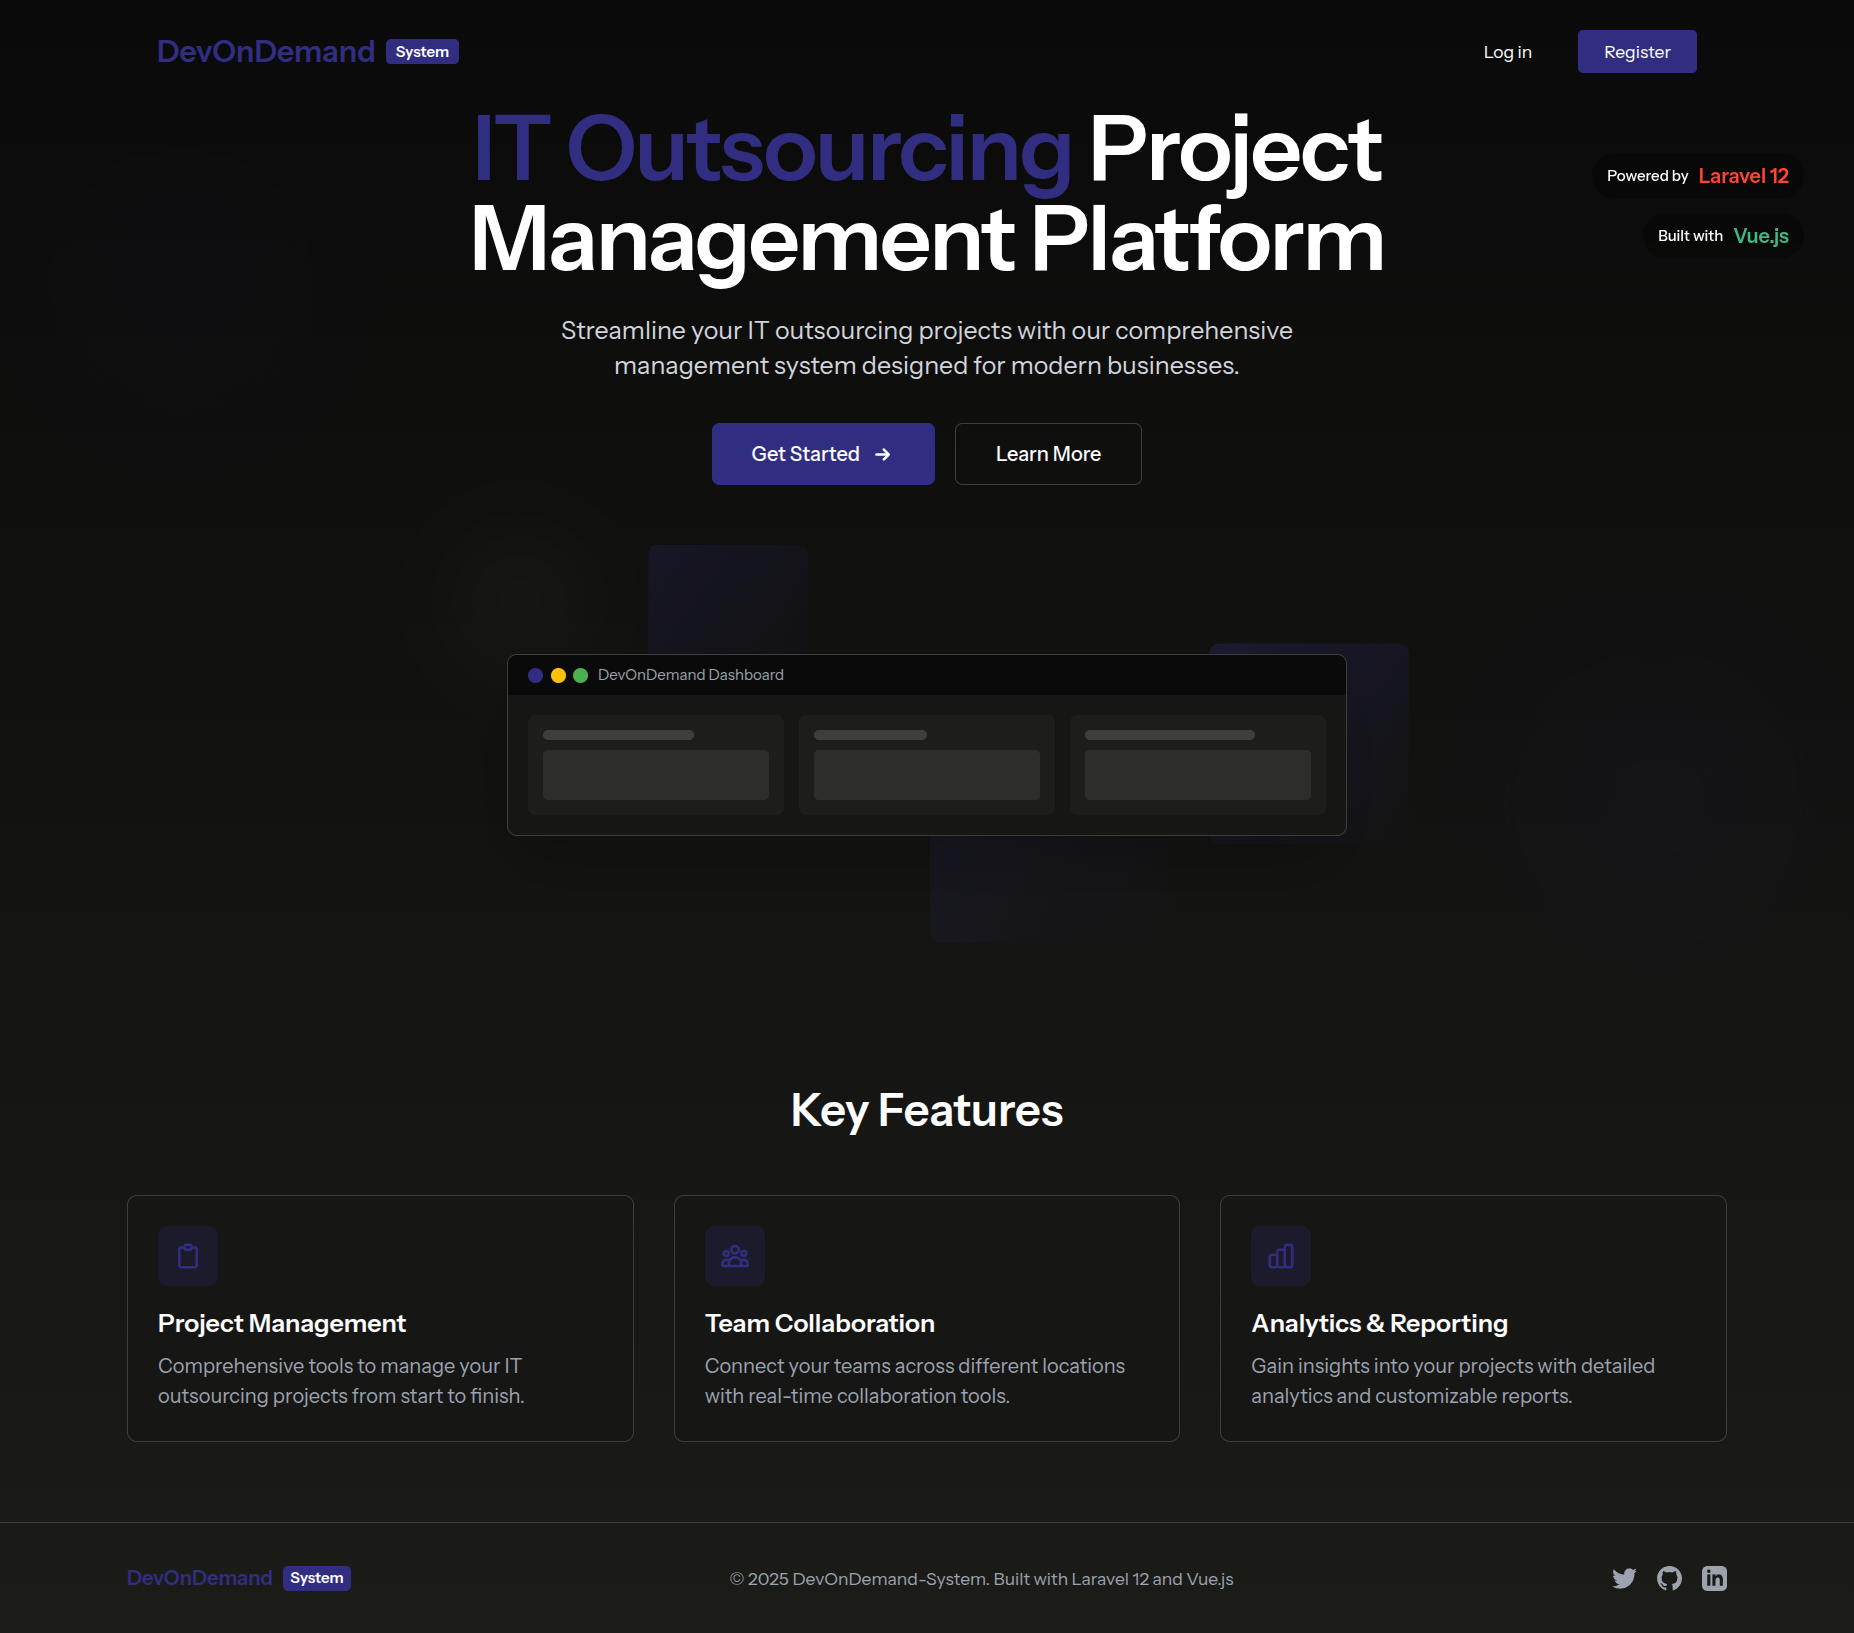 DevOnDemand System
Log in
Register
IT Outsourcing Project
Management Platform
Powered by Laravel 12
Built with Vue.js
Streamline your IT outsourcing projects with our comprehensive
management system designed for modern businesses.
Get Started →
Learn More
DevOnDemand Dashboard
Key Features
Project Management
Comprehensive tools to manage your IT
outsourcing projects from start to finish.
Team Collaboration
Connect your teams across different locations
with real-time collaboration tools.
Analytics & Reporting
Gain insights into your projects with detailed
analytics and customizable reports.
DevOnDemand System
© 2025 DevOnDemand-System. Built with Laravel 12 and Vue.js